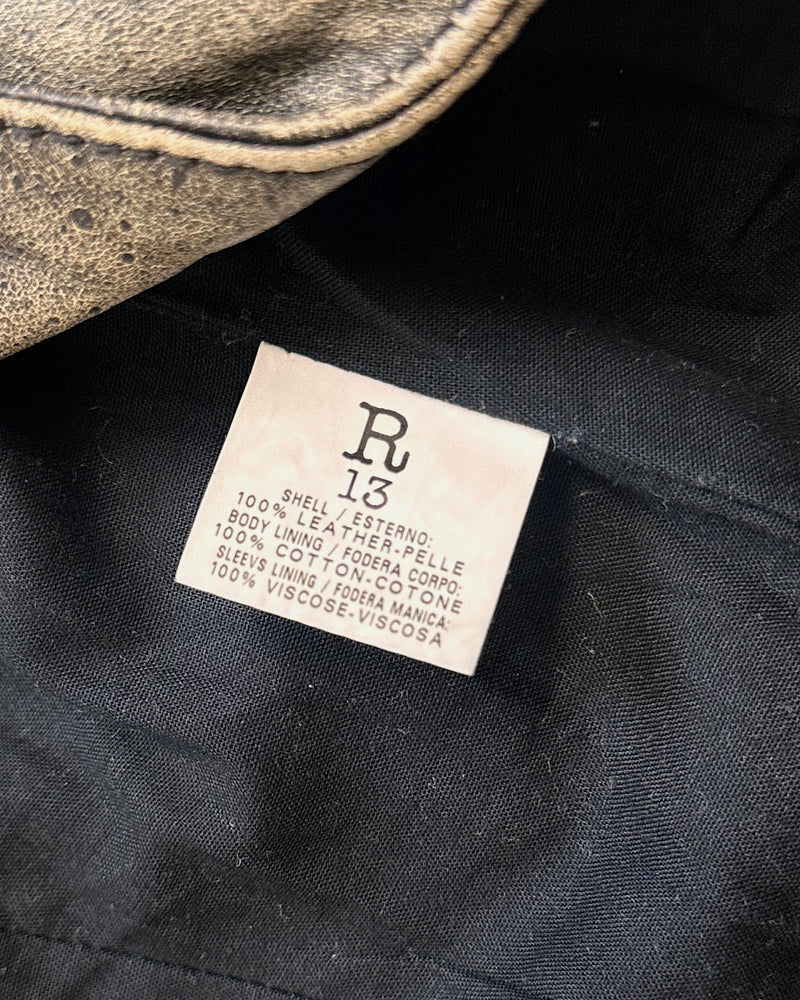 R
13
SHELL / ESTERNO:
100% LEATHER-PELLE
BODY LINING / FODERA CORPO:
100% COTTON-COTONE
SLEEVS LINING / FODERA MANICA:
100% VISCOSE-VISCOSA